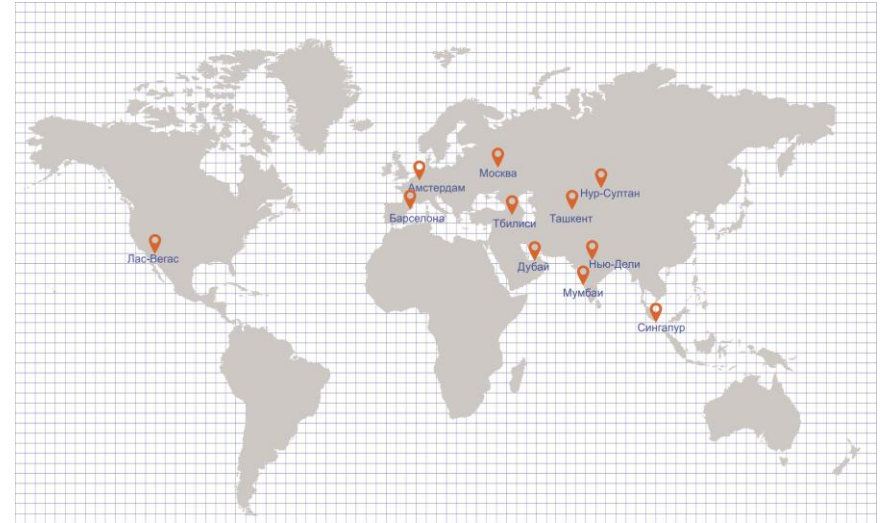 Москва
Амстердам
Нур-Султан
Барселона
Тбилиси
Ташкент
Лас-Вегас
Дубай
Нью-Дели
Мумбаи
Сингапур